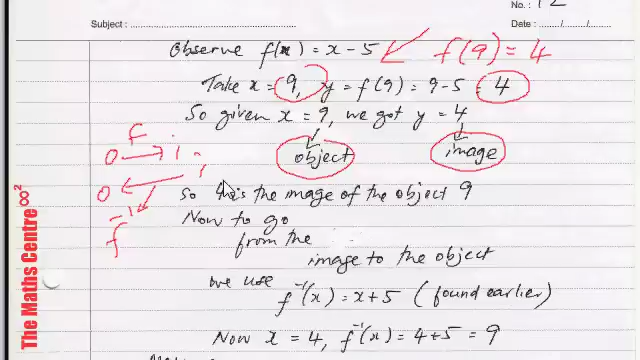 No.: 12
Subject :
Date : / /
Observe f(x) = x - 5
f(9) = 4
Take x = 9, y = f(9) = 9 - 5 = 4
So given x = 9, we got y = 4
f
o i
object image
o i
So 4 is the image of the object 9
f⁻¹
Now to go
from the
image to the object
we use
f⁻¹(x) = x + 5 (found earlier)
Now x = 4, f⁻¹(x) = 4 + 5 = 9
The Maths Centre ∞²